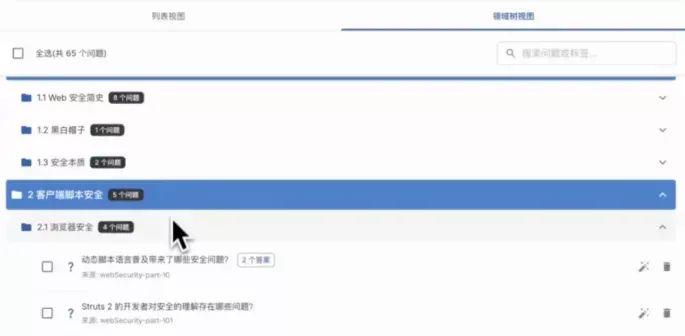 列表视图
领域树视图
全选(共 65 个问题)
搜索问题或标签...
1.1 Web 安全简史 8 个问题
1.2 黑白帽子 1 个问题
1.3 安全本质 2 个问题
2 客户端脚本安全 5 个问题
2.1 浏览器安全 4 个问题
? 动态脚本语言普及带来了哪些安全问题? 2 个答案
来源: webSecurity-part-10
? Struts 2 的开发者对安全的理解存在哪些问题?
来源: webSecurity-part-101